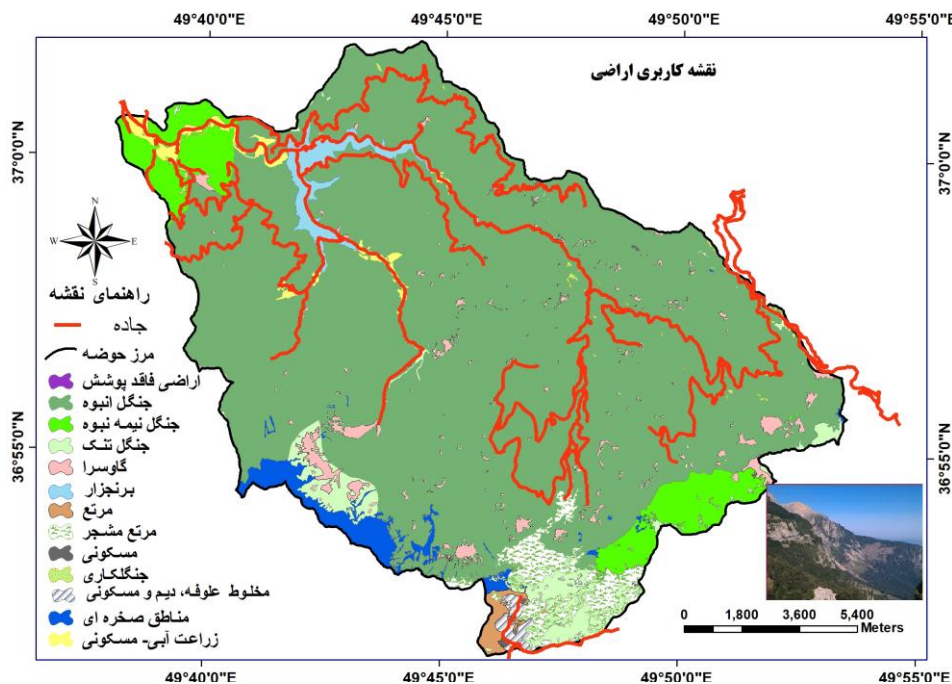 49°40'0"E 49°45'0"E 49°50'0"E 49°55'0"E
نقشه کاربری اراضی
37°0'0"N 37°0'0"N
N
W E
S
راهنمای نقشه
جاده
مرز حوضه
اراضی فاقد پوشش
جنگل انبوه
جنگل نیمه نبوه
جنگل تنک
گاوسرا
برنجزار
مرتع
مرتع مشجر
مسکونی
جنگلکاری
مخلوط علوفه، دیم و مسکونی
مناطق صخره ای
زراعت آبی- مسکونی
36°55'0"N 36°55'0"N
0 1,800 3,600 5,400
Meters
49°40'0"E 49°45'0"E 49°50'0"E 49°55'0"E